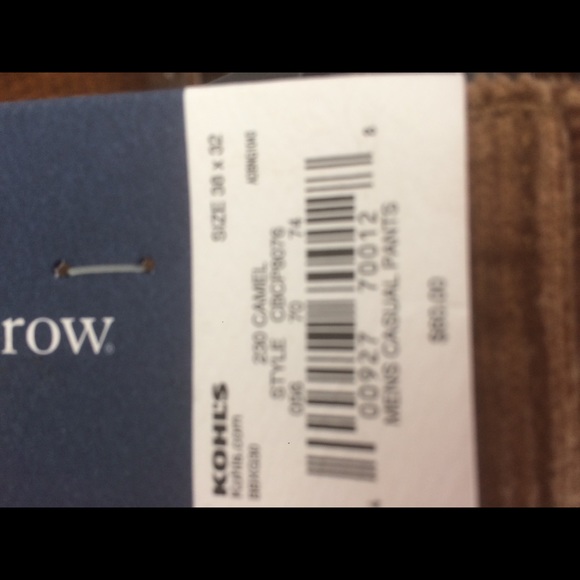 row
SIZE 38 x 32
230 CAMEL
STYLE CBCP9076
056 70 74
00927 70012
MENS CASUAL PANTS
$60.00
KOHL'S
Kohls.com